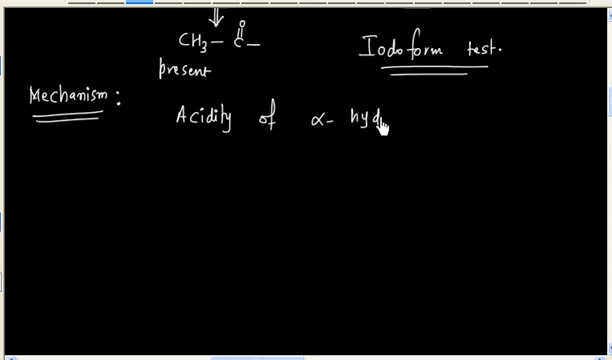 O
CH3 — C —
Iodoform test.
present
Mechanism :
Acidity of α- hyd